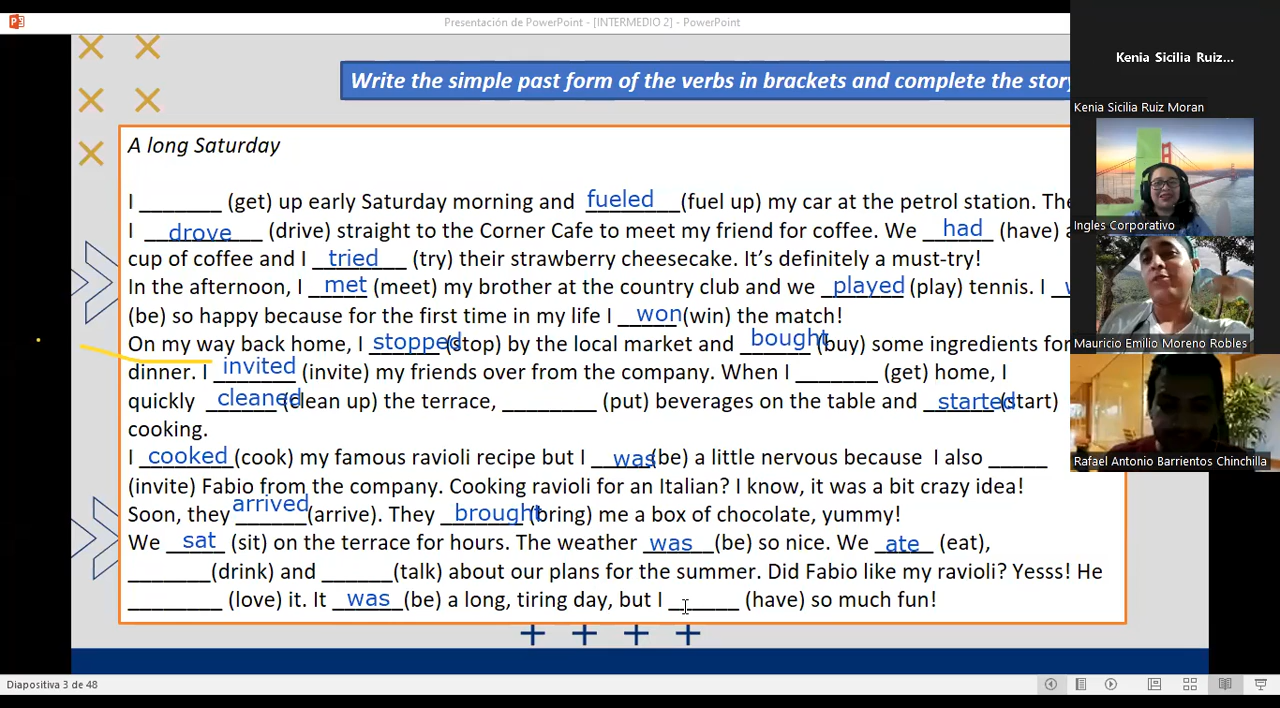 Presentación de PowerPoint - [INTERMEDIO 2] - PowerPoint
Kenia Sicilia Ruiz...
Kenia Sicilia Ruiz Moran
Write the simple past form of the verbs in brackets and complete the story
A long Saturday
I _______ (get) up early Saturday morning and fueled (fuel up) my car at the petrol station. The
I drove (drive) straight to the Corner Cafe to meet my friend for coffee. We had (have) a
cup of coffee and I tried (try) their strawberry cheesecake. It’s definitely a must-try!
In the afternoon, I met (meet) my brother at the country club and we played (play) tennis. I
(be) so happy because for the first time in my life I won (win) the match!
On my way back home, I stopped (stop) by the local market and bought (buy) some ingredients for
dinner. I invited (invite) my friends over from the company. When I _______ (get) home, I
quickly cleaned (clean up) the terrace, ________ (put) beverages on the table and started (start)
cooking.
I cooked (cook) my famous ravioli recipe but I was (be) a little nervous because I also _____
(invite) Fabio from the company. Cooking ravioli for an Italian? I know, it was a bit crazy idea!
Soon, they arrived (arrive). They brought (bring) me a box of chocolate, yummy!
We sat (sit) on the terrace for hours. The weather was (be) so nice. We ate (eat),
_______(drink) and ______(talk) about our plans for the summer. Did Fabio like my ravioli? Yesss! He
________ (love) it. It was (be) a long, tiring day, but I ______ (have) so much fun!
Ingles Corporativo
Mauricio Emilio Moreno Robles
Rafael Antonio Barrientos Chinchilla
Diapositiva 3 de 48